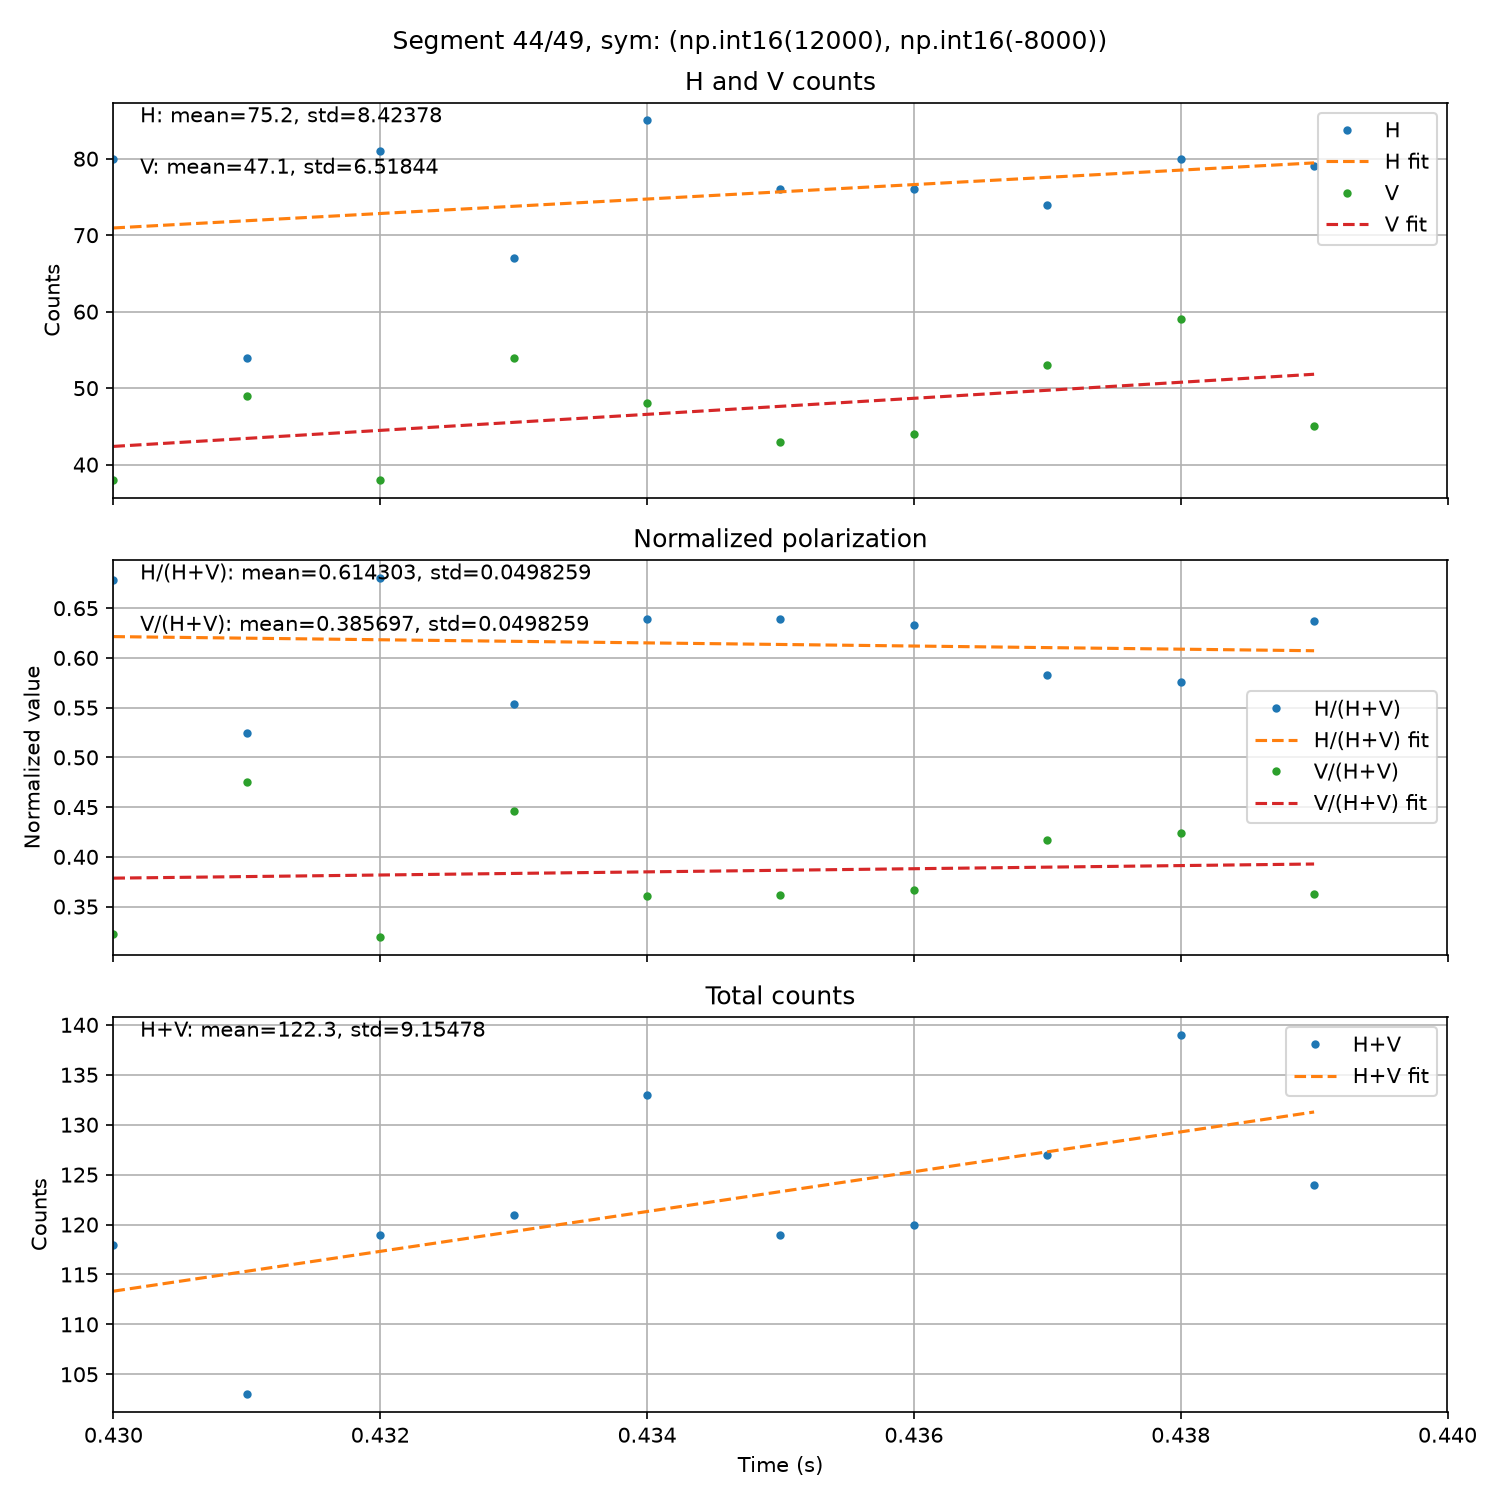 Segment 44/49, sym: (np.int16(12000), np.int16(-8000))
H and V counts
H: mean=75.2, std=8.42378
V: mean=47.1, std=6.51844
H
H fit
V
V fit
80
70
60
50
40
Counts
Normalized polarization
H/(H+V): mean=0.614303, std=0.0498259
V/(H+V): mean=0.385697, std=0.0498259
H/(H+V)
H/(H+V) fit
V/(H+V)
V/(H+V) fit
0.65
0.60
0.55
0.50
0.45
0.40
0.35
Normalized value
Total counts
H+V: mean=122.3, std=9.15478
H+V
H+V fit
140
135
130
125
120
115
110
105
Counts
0.430 0.432 0.434 0.436 0.438 0.440
Time (s)